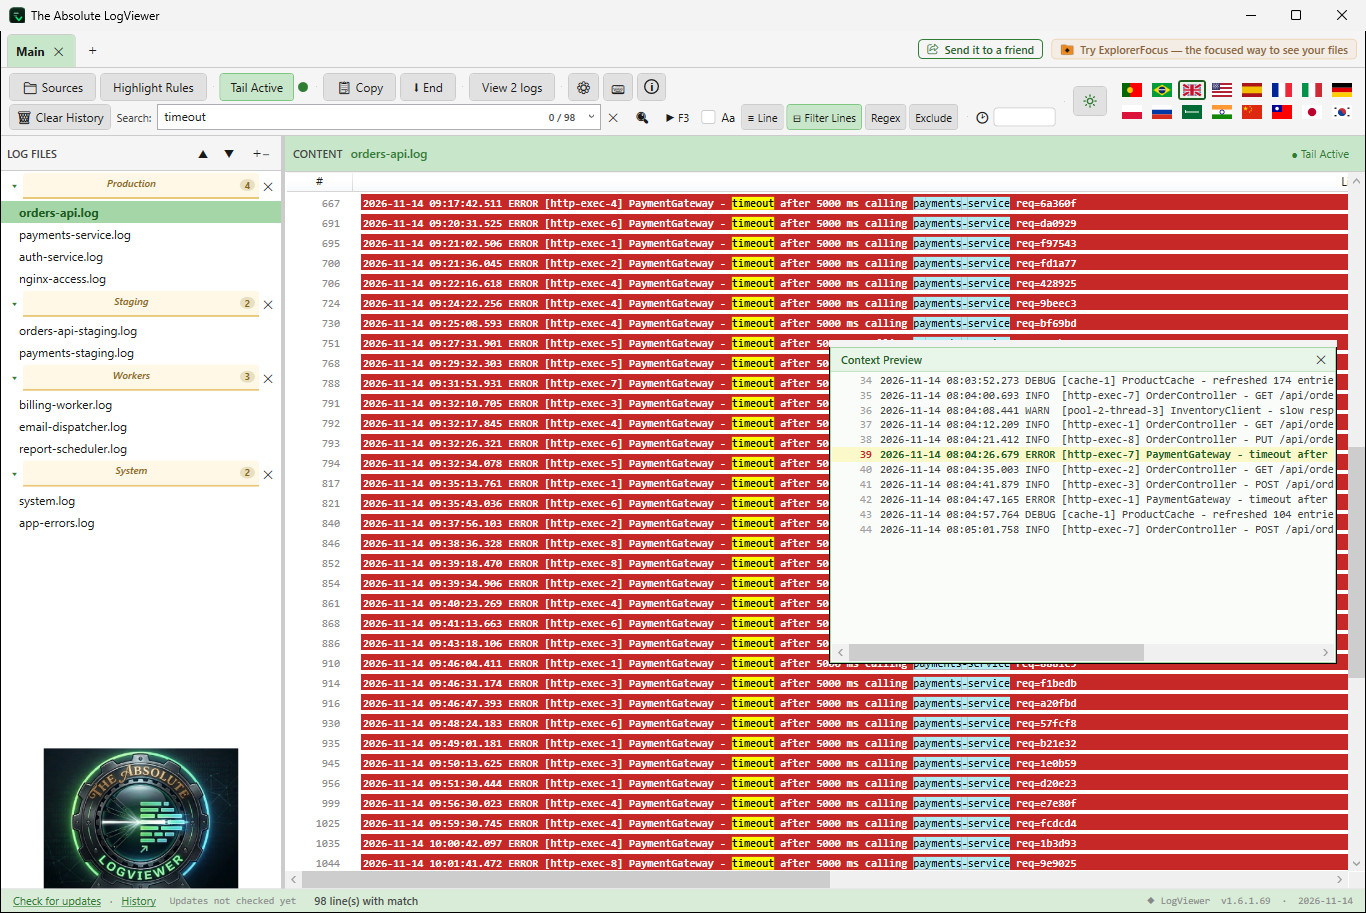 The Absolute LogViewer
Main
Send it to a friend
Try ExplorerFocus — the focused way to see your files
Sources
Highlight Rules
Tail Active
Copy
End
View 2 logs
Clear History
Search:
timeout
0 / 98
F3
Aa
Line
Filter Lines
Regex
Exclude
LOG FILES
Production 4
orders-api.log
payments-service.log
auth-service.log
nginx-access.log
Staging 2
orders-api-staging.log
payments-staging.log
Workers 3
billing-worker.log
email-dispatcher.log
report-scheduler.log
System 2
system.log
app-errors.log
THE ABSOLUTE
LOGVIEWER
CONTENT orders-api.log
Tail Active
# L
667 2026-11-14 09:17:42.511 ERROR [http-exec-4] PaymentGateway - timeout after 5000 ms calling payments-service req=6a360f
691 2026-11-14 09:20:31.525 ERROR [http-exec-6] PaymentGateway - timeout after 5000 ms calling payments-service req=da0929
695 2026-11-14 09:21:02.506 ERROR [http-exec-1] PaymentGateway - timeout after 5000 ms calling payments-service req=f97543
700 2026-11-14 09:21:36.045 ERROR [http-exec-2] PaymentGateway - timeout after 5000 ms calling payments-service req=fd1a77
706 2026-11-14 09:22:16.618 ERROR [http-exec-4] PaymentGateway - timeout after 5000 ms calling payments-service req=428925
724 2026-11-14 09:24:22.256 ERROR [http-exec-4] PaymentGateway - timeout after 5000 ms calling payments-service req=9beec3
730 2026-11-14 09:25:08.593 ERROR [http-exec-4] PaymentGateway - timeout after 5000 ms calling payments-service req=bf69bd
751 2026-11-14 09:27:31.901 ERROR [http-exec-5] PaymentGateway - timeout after 50
768 2026-11-14 09:29:32.303 ERROR [http-exec-5] PaymentGateway - timeout after 50
788 2026-11-14 09:31:51.931 ERROR [http-exec-7] PaymentGateway - timeout after 50
791 2026-11-14 09:32:10.705 ERROR [http-exec-3] PaymentGateway - timeout after 50
792 2026-11-14 09:32:17.845 ERROR [http-exec-4] PaymentGateway - timeout after 50
793 2026-11-14 09:32:26.321 ERROR [http-exec-6] PaymentGateway - timeout after 50
794 2026-11-14 09:32:34.078 ERROR [http-exec-5] PaymentGateway - timeout after 50
817 2026-11-14 09:35:13.761 ERROR [http-exec-1] PaymentGateway - timeout after 50
821 2026-11-14 09:35:43.036 ERROR [http-exec-6] PaymentGateway - timeout after 50
840 2026-11-14 09:37:56.103 ERROR [http-exec-2] PaymentGateway - timeout after 50
846 2026-11-14 09:38:36.328 ERROR [http-exec-8] PaymentGateway - timeout after 50
852 2026-11-14 09:39:18.470 ERROR [http-exec-8] PaymentGateway - timeout after 50
854 2026-11-14 09:39:34.906 ERROR [http-exec-2] PaymentGateway - timeout after 50
861 2026-11-14 09:40:23.269 ERROR [http-exec-4] PaymentGateway - timeout after 50
868 2026-11-14 09:41:13.663 ERROR [http-exec-6] PaymentGateway - timeout after 50
886 2026-11-14 09:43:18.106 ERROR [http-exec-3] PaymentGateway - timeout after 50
910 2026-11-14 09:46:04.411 ERROR [http-exec-1] PaymentGateway - timeout after 5000 ms calling payments-service
914 2026-11-14 09:46:31.174 ERROR [http-exec-3] PaymentGateway - timeout after 5000 ms calling payments-service req=f1bedb
916 2026-11-14 09:46:47.393 ERROR [http-exec-3] PaymentGateway - timeout after 5000 ms calling payments-service req=a20fbd
930 2026-11-14 09:48:24.183 ERROR [http-exec-6] PaymentGateway - timeout after 5000 ms calling payments-service req=57fcf8
935 2026-11-14 09:49:01.181 ERROR [http-exec-1] PaymentGateway - timeout after 5000 ms calling payments-service req=b21e32
945 2026-11-14 09:50:13.625 ERROR [http-exec-3] PaymentGateway - timeout after 5000 ms calling payments-service req=1e0b59
956 2026-11-14 09:51:30.444 ERROR [http-exec-1] PaymentGateway - timeout after 5000 ms calling payments-service req=d20e23
999 2026-11-14 09:56:30.023 ERROR [http-exec-4] PaymentGateway - timeout after 5000 ms calling payments-service req=e7e80f
1025 2026-11-14 09:59:30.745 ERROR [http-exec-4] PaymentGateway - timeout after 5000 ms calling payments-service req=fcdcd4
1035 2026-11-14 10:00:42.097 ERROR [http-exec-4] PaymentGateway - timeout after 5000 ms calling payments-service req=1b3d93
1044 2026-11-14 10:01:41.472 ERROR [http-exec-8] PaymentGateway - timeout after 5000 ms calling payments-service req=9e9025
Context Preview
34 2026-11-14 08:03:52.273 DEBUG [cache-1] ProductCache - refreshed 174 entrie
35 2026-11-14 08:04:00.693 INFO [http-exec-7] OrderController - GET /api/orde
36 2026-11-14 08:04:08.441 WARN [pool-2-thread-3] InventoryClient - slow resp
37 2026-11-14 08:04:12.209 INFO [http-exec-1] OrderController - GET /api/orde
38 2026-11-14 08:04:21.412 INFO [http-exec-8] OrderController - PUT /api/orde
39 2026-11-14 08:04:26.679 ERROR [http-exec-7] PaymentGateway - timeout after
40 2026-11-14 08:04:35.003 INFO [http-exec-2] OrderController - GET /api/orde
41 2026-11-14 08:04:41.879 INFO [http-exec-3] OrderController - POST /api/ord
42 2026-11-14 08:04:47.165 ERROR [http-exec-1] PaymentGateway - timeout after
43 2026-11-14 08:04:57.764 DEBUG [cache-1] ProductCache - refreshed 104 entrie
44 2026-11-14 08:05:01.758 INFO [http-exec-7] OrderController - POST /api/ord
Check for updates · History Updates not checked yet 98 line(s) with match
LogViewer v1.6.1.69 · 2026-11-14